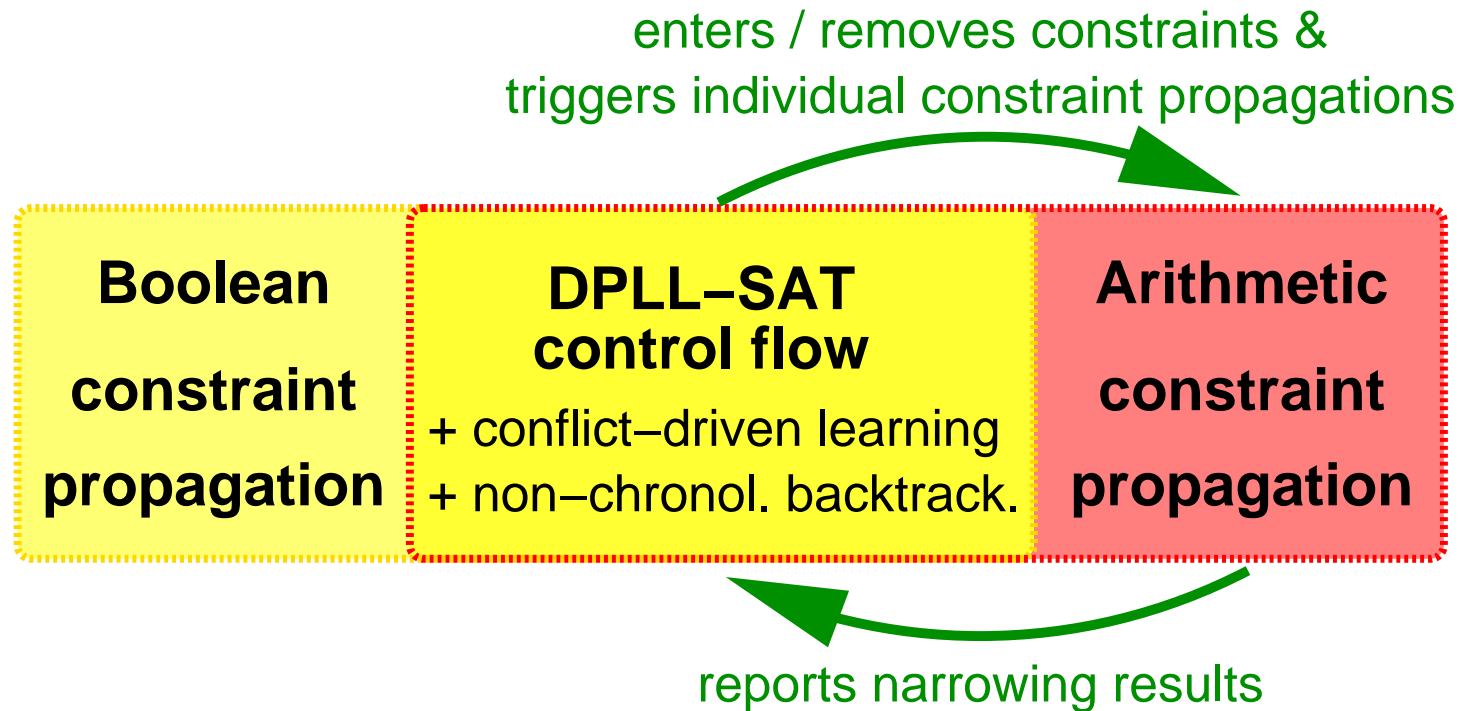 enters / removes constraints &
triggers individual constraint propagations
Boolean
constraint
propagation
DPLL−SAT
control flow
+ conflict−driven learning
+ non−chronol. backtrack.
Arithmetic
constraint
propagation
reports narrowing results